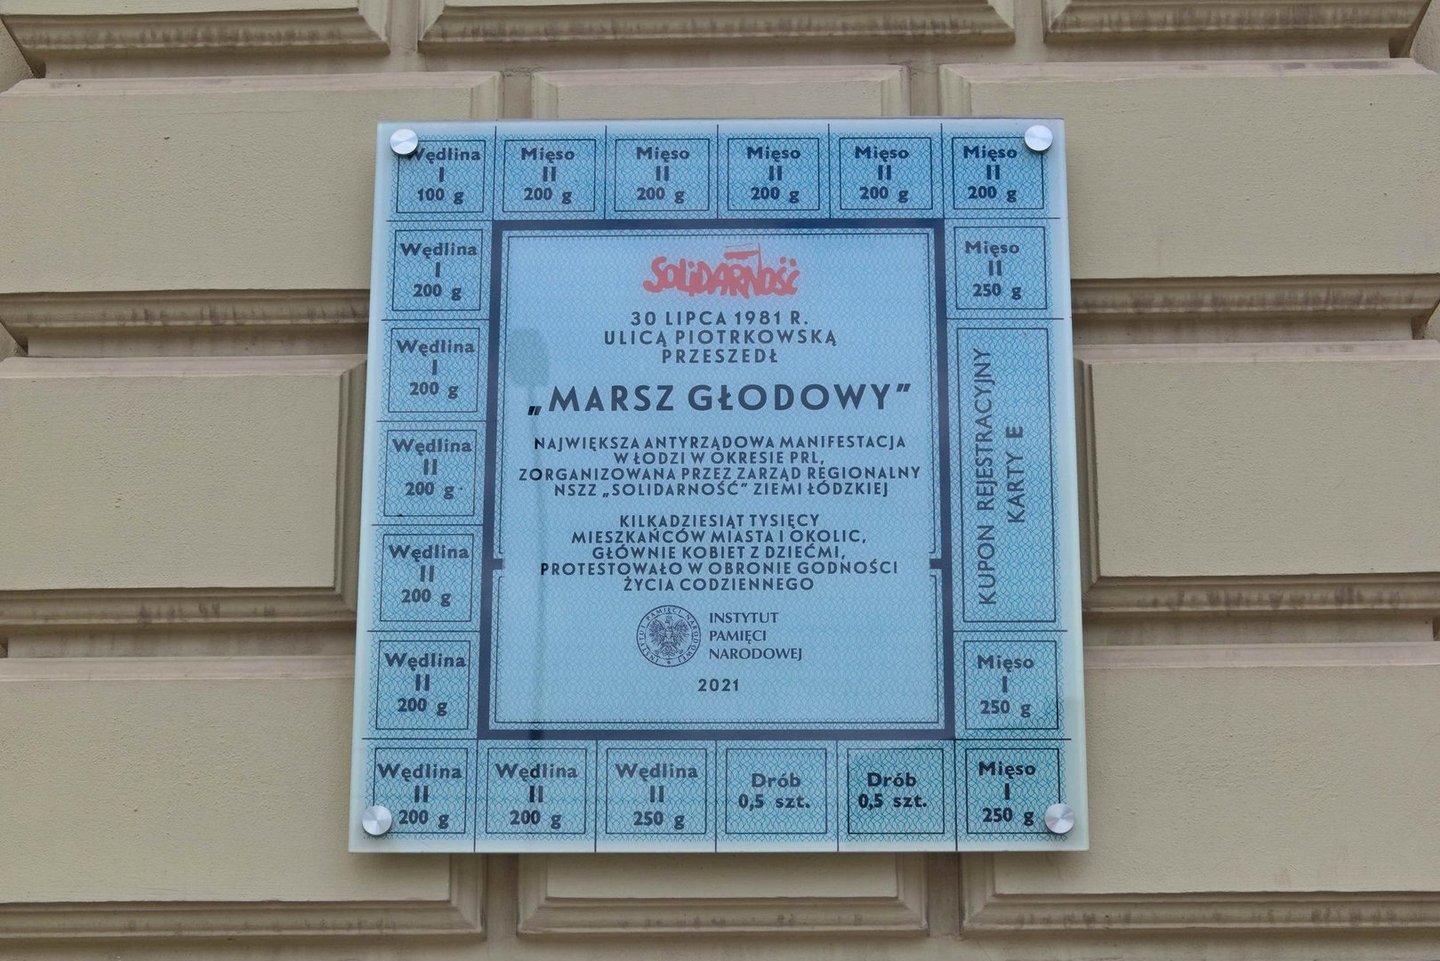 Wędlina
I
100 g
Mięso
II
200 g
Mięso
II
200 g
Mięso
II
200 g
Mięso
II
200 g
Mięso
II
200 g
Wędlina
I
200 g
Mięso
II
250 g
Wędlina
I
200 g
KUPON REJESTRACYJNY
KARTY E
Wędlina
II
200 g
Wędlina
II
200 g
Wędlina
II
200 g
Mięso
I
250 g
Wędlina
II
200 g
Wędlina
II
200 g
Wędlina
II
250 g
Drób
0,5 szt.
Drób
0,5 szt.
Mięso
I
250 g
SOLIDARNOŚĆ
30 LIPCA 1981 R.
ULICĄ PIOTRKOWSKĄ
PRZESZEDŁ
„MARSZ GŁODOWY”
NAJWIĘKSZA ANTYRZĄDOWA MANIFESTACJA
W ŁODZI W OKRESIE PRL,
ZORGANIZOWANA PRZEZ ZARZĄD REGIONALNY
NSZZ „SOLIDARNOŚĆ” ZIEMI ŁÓDZKIEJ
KILKADZIESIĄT TYSIĘCY
MIESZKAŃCÓW MIASTA I OKOLIC,
GŁÓWNIE KOBIET Z DZIEĆMI,
PROTESTOWAŁO W OBRONIE GODNOŚCI
ŻYCIA CODZIENNEGO
INSTYTUT PAMIĘCI NARODOWEJ
INSTYTUT
PAMIĘCI
NARODOWEJ
2021